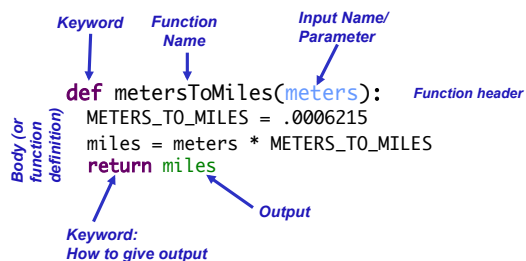 Keyword
Function
Name
Input Name/
Parameter
def metersToMiles(meters):
Function header
Body (or
function
definition)
METERS_TO_MILES = .0006215
miles = meters * METERS_TO_MILES
return miles
Output
Keyword:
How to give output